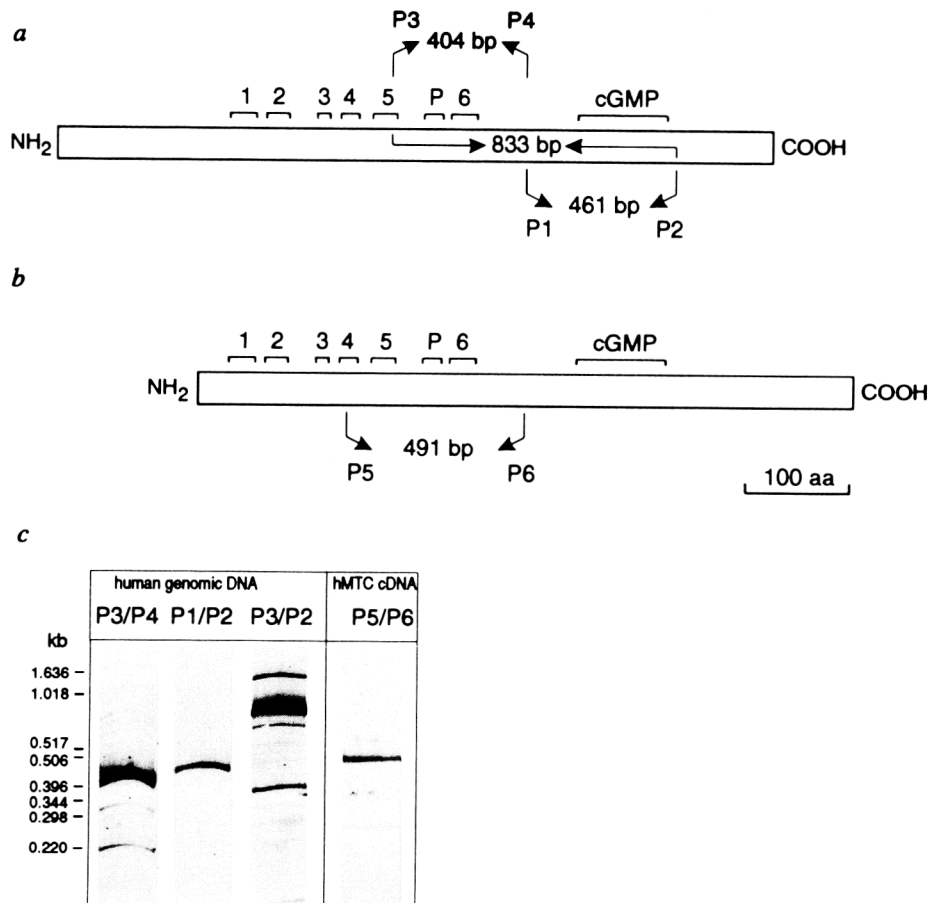 a
P3 P4
404 bp
1 2 3 4 5 P 6 cGMP
NH2 COOH
833 bp
461 bp
P1 P2
b
1 2 3 4 5 P 6 cGMP
NH2 COOH
491 bp
P5 P6
100 aa
c
human genomic DNA hMTC cDNA
P3/P4 P1/P2 P3/P2 P5/P6
kb
1.636
1.018
0.517
0.506
0.396
0.344
0.298
0.220